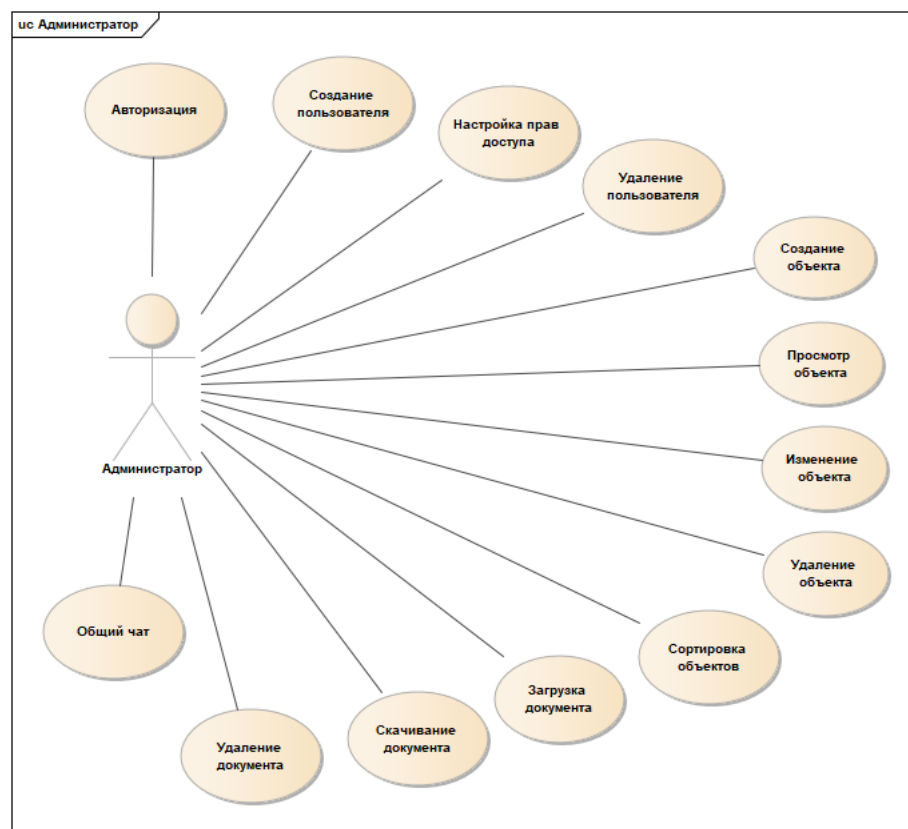 uc Администратор
Авторизация
Создание
пользователя
Настройка прав
доступа
Удаление
пользователя
Создание
объекта
Просмотр
объекта
Изменение
объекта
Удаление
объекта
Сортировка
объектов
Загрузка
документа
Скачивание
документа
Удаление
документа
Общий чат
Администратор